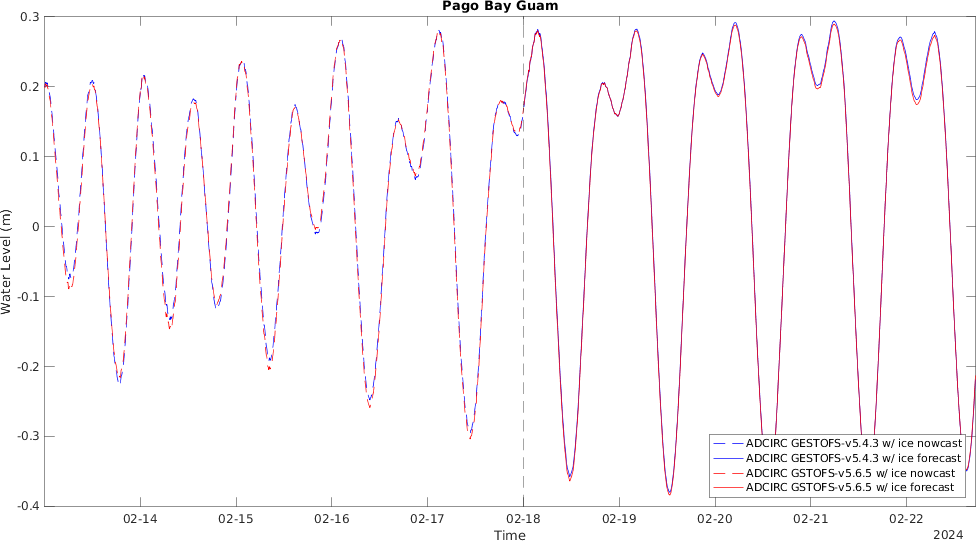 Pago Bay Guam
0.3
0.2
0.1
0
-0.1
-0.2
-0.3
-0.4
Water Level (m)
ADCIRC GESTOFS-v5.4.3 w/ ice nowcast
ADCIRC GESTOFS-v5.4.3 w/ ice forecast
ADCIRC GSTOFS-v5.6.5 w/ ice nowcast
ADCIRC GSTOFS-v5.6.5 w/ ice forecast
02-14 02-15 02-16 02-17 02-18 02-19 02-20 02-21 02-22
Time
2024